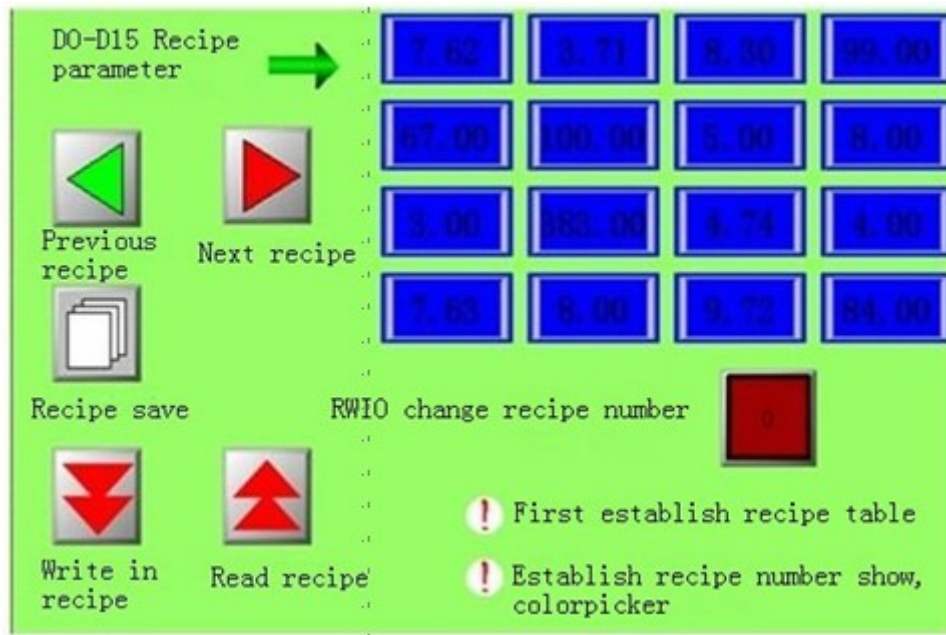 DO-D15 Recipe
parameter
7.62 3.71 8.30 99.00
67.00 100.00 5.00 8.00
3.00 383.00 4.74 4.00
7.63 8.00 9.72 84.00
Previous
recipe
Next recipe
Recipe save
RWIO change recipe number
0
Write in
recipe
Read recipe
First establish recipe table
Establish recipe number show,
colorpicker